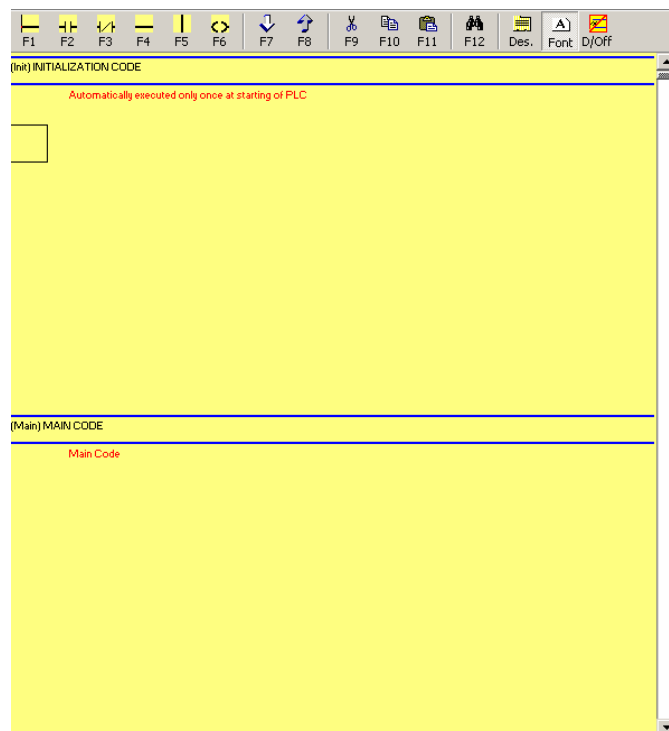 F1 F2 F3 F4 F5 F6 F7 F8 F9 F10 F11 F12 Des. A Font D/Off
(Init) INITIALIZATION CODE
Automatically executed only once at starting of PLC
(Main) MAIN CODE
Main Code